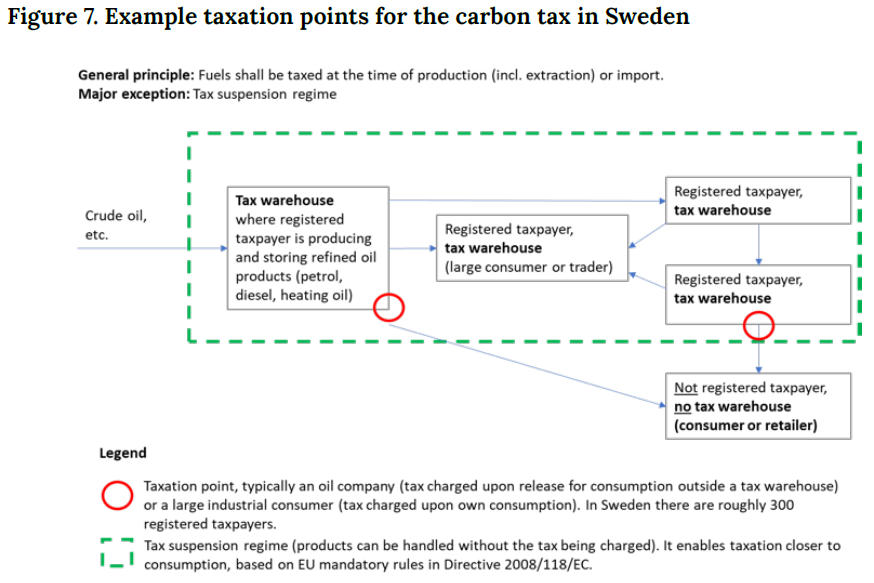 Figure 7. Example taxation points for the carbon tax in Sweden
General principle: Fuels shall be taxed at the time of production (incl. extraction) or import.
Major exception: Tax suspension regime
Crude oil,
etc.
Tax warehouse
where registered
taxpayer is producing
and storing refined oil
products (petrol,
diesel, heating oil)
Registered taxpayer,
tax warehouse
(large consumer or trader)
Registered taxpayer,
tax warehouse
Registered taxpayer,
tax warehouse
Not registered taxpayer,
no tax warehouse
(consumer or retailer)
Legend
Taxation point, typically an oil company (tax charged upon release for consumption outside a tax warehouse)
or a large industrial consumer (tax charged upon own consumption). In Sweden there are roughly 300
registered taxpayers.
Tax suspension regime (products can be handled without the tax being charged). It enables taxation closer to
consumption, based on EU mandatory rules in Directive 2008/118/EC.